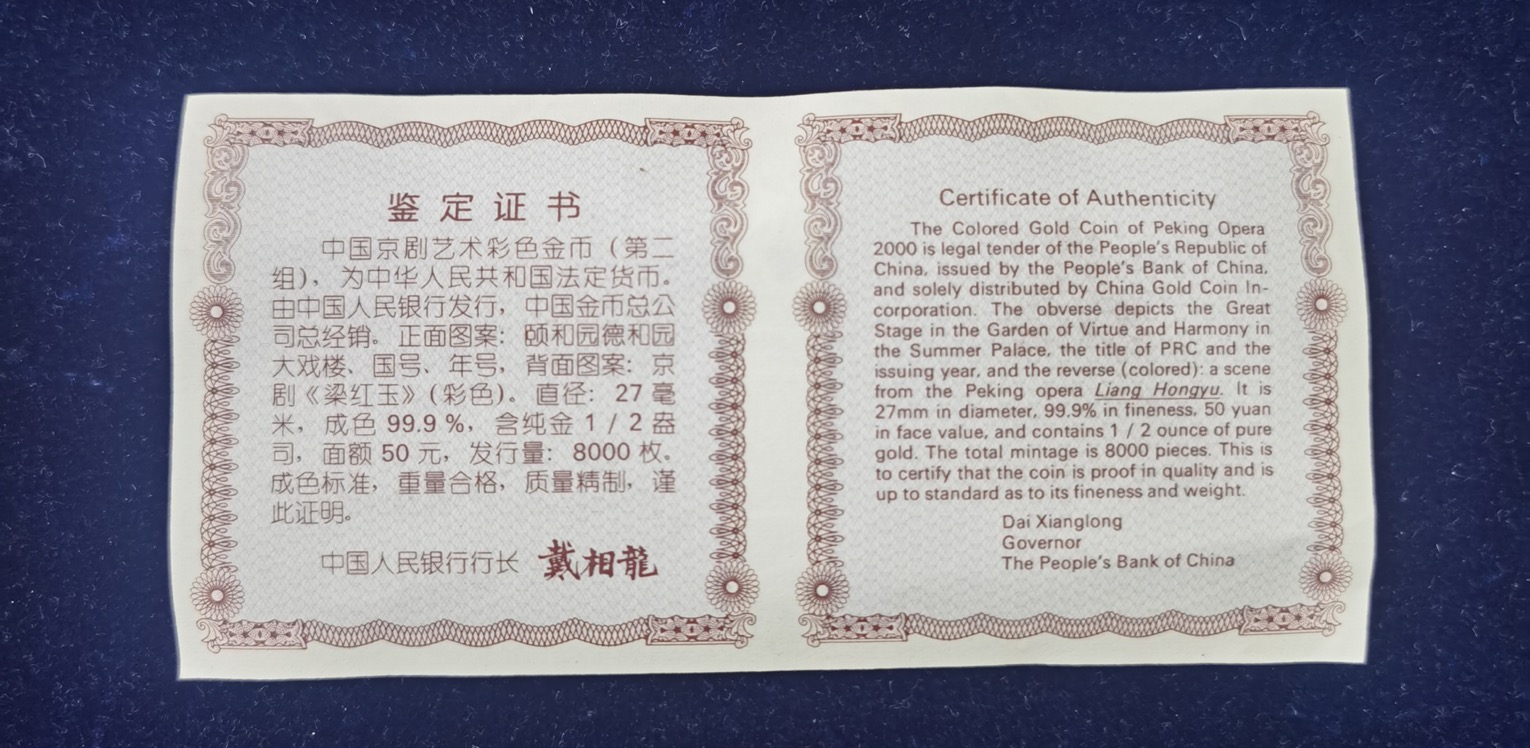 鉴定证书
中国京剧艺术彩色金币（第二
组），为中华人民共和国法定货币。
由中国人民银行发行，中国金币总公
司总经销。正面图案：颐和园德和园
大戏楼、国号、年号，背面图案：京
剧《梁红玉》（彩色）。直径：27 毫
米，成色 99.9 %，含纯金 1 / 2 盎
司，面额 50 元，发行量：8000 枚。
成色标准，重量合格，质量精制，谨
此证明。
中国人民银行行长 戴相龍
Certificate of Authenticity
The Colored Gold Coin of Peking Opera
2000 is legal tender of the People's Republic of
China, issued by the People's Bank of China,
and solely distributed by China Gold Coin In-
corporation. The obverse depicts the Great
Stage in the Garden of Virtue and Harmony in
the Summer Palace, the title of PRC and the
issuing year, and the reverse (colored): a scene
from the Peking opera Liang Hongyu. It is
27mm in diameter, 99.9% in fineness, 50 yuan
in face value, and contains 1 / 2 ounce of pure
gold. The total mintage is 8000 pieces. This is
to certify that the coin is proof in quality and is
up to standard as to its fineness and weight.
Dai Xianglong
Governor
The People's Bank of China